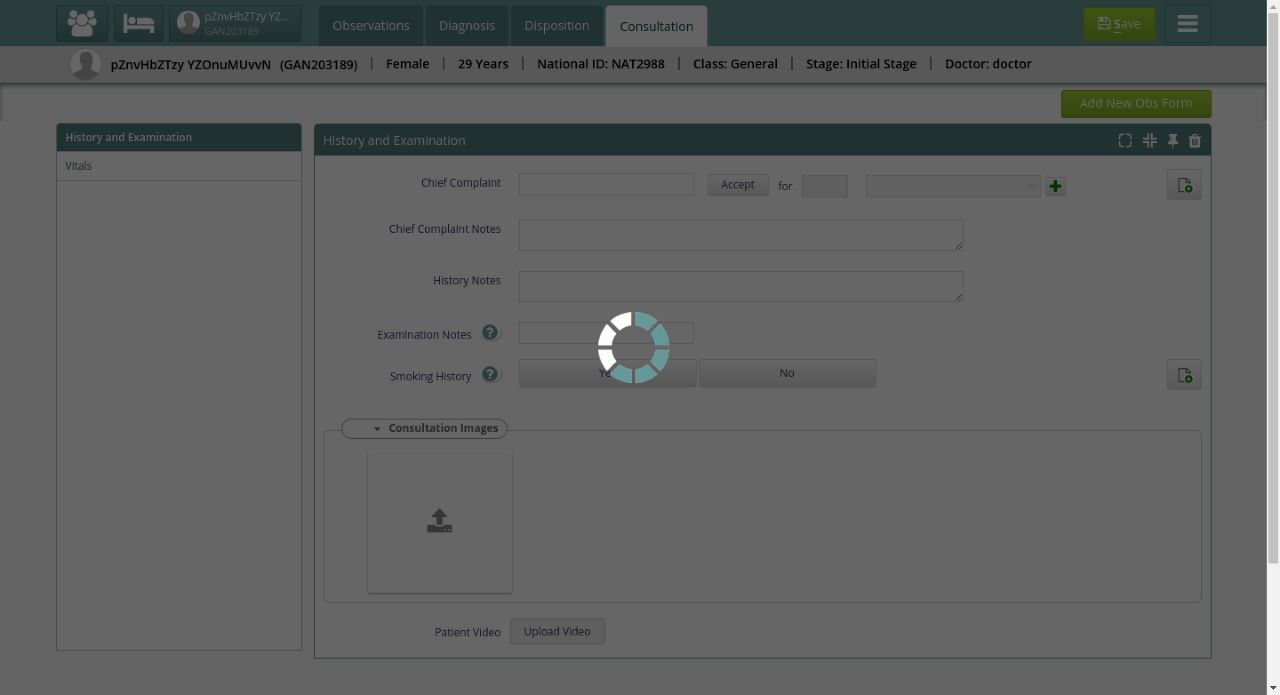 pZnvHbZTzy YZ...
GAN203189
Observations
Diagnosis
Disposition
Consultation
Save
pZnvHbZTzy YZOnuMUvvN (GAN203189) | Female | 29 Years | National ID: NAT2988 | Class: General | Stage: Initial Stage | Doctor: doctor
Add New Obs Form
History and Examination
Vitals
History and Examination
Chief Complaint
Accept
for
Chief Complaint Notes
History Notes
Examination Notes
Smoking History
No
Consultation Images
Patient Video
Upload Video